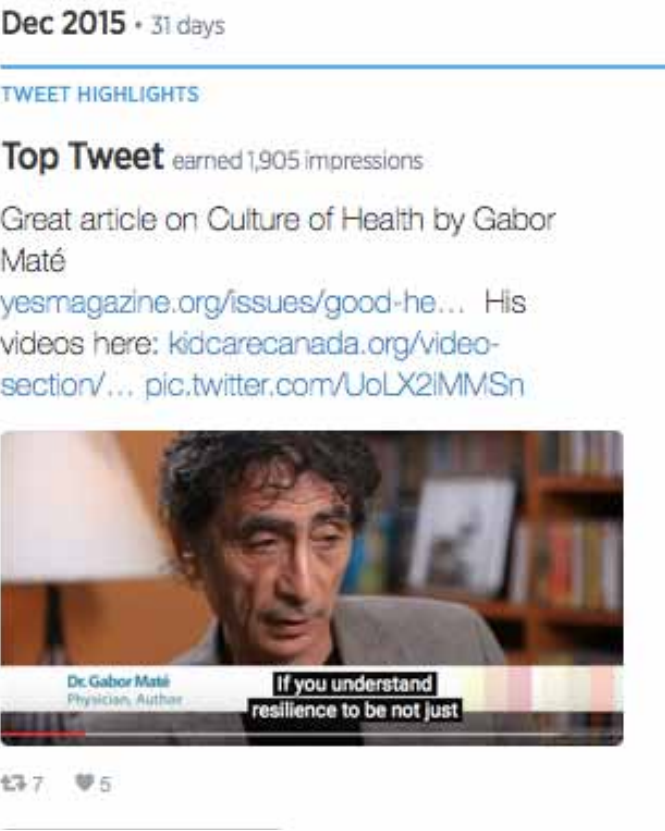 Dec 2015 • 31 days
TWEET HIGHLIGHTS
Top Tweet earned 1,905 impressions
Great article on Culture of Health by Gabor
Maté
yesmagazine.org/issues/good-he… His
videos here: kidcarecanada.org/video-
section/… pic.twitter.com/UoLX2iMMSn
Dr. Gabor Maté
Physician, Author
If you understand
resilience to be not just
7 5